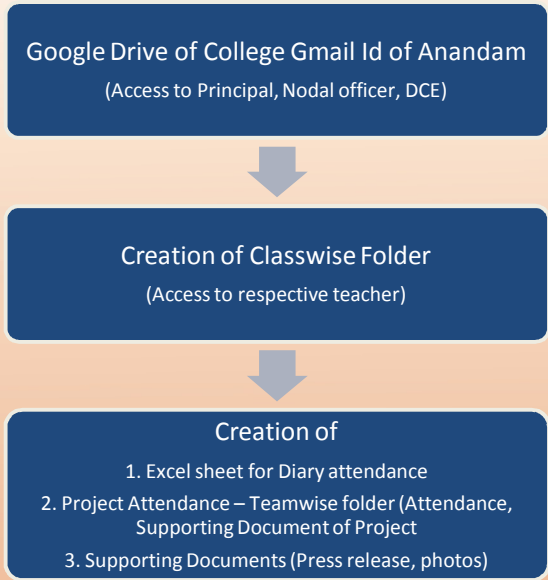 Google Drive of College Gmail Id of Anandam
(Access to Principal, Nodal officer, DCE)
Creation of Classwise Folder
(Access to respective teacher)
Creation of
1. Excel sheet for Diary attendance
2. Project Attendance – Teamwise folder (Attendance,
Supporting Document of Project
3. Supporting Documents (Press release, photos)